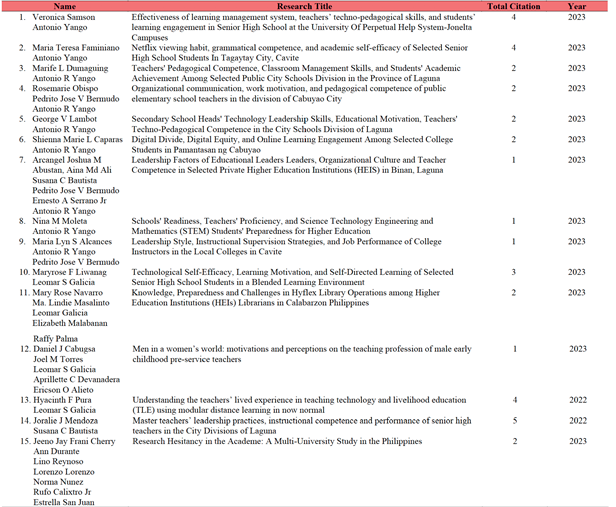 Name Research Title Total Citation Year
1. Veronica Samson Effectiveness of learning management system, teachers' techno-pedagogical skills, and students' 4 2023
Antonio Yango learning engagement in Senior High School at the University Of Perpetual Help System-Jonelta
Campuses
2. Maria Teresa Faminiano Netflix viewing habit, grammatical competence, and academic self-efficacy of Selected Senior 4 2023
Antonio Yango High School Students In Tagaytay City, Cavite
3. Marife L Dumaguing Teachers' Pedagogical Competence, Classroom Management Skills, and Students' Academic 2 2023
Antonio R Yango Achievement Among Selected Public City Schools Division in the Province of Laguna
4. Rosemarie Obispo Organizational communication, work motivation, and pedagogical competence of public 2 2023
Pedrito Jose V Bermudo elementary school teachers in the division of Cabuyao City
Antonio R Yango
5. George V Lambot Secondary School Heads' Technology Leadership Skills, Educational Motivation, Teachers' 2 2023
Antonio R Yango Techno-Pedagogical Competence in the City Schools Division of Laguna
6. Shienna Marie L Caparas Digital Divide, Digital Equity, and Online Learning Engagement Among Selected College 2 2023
Antonio R Yango Students in Pamantasan ng Cabuyao
7. Arcangel Joshua M Leadership Factors of Educational Leaders Leaders, Organizational Culture and Teacher 1 2023
Abustan, Aina Md Ali Competence in Selected Private Higher Education Institutions (HEIS) in Binan, Laguna
Susana C Bautista
Pedrito Jose V Bermudo
Ernesto A Serrano Jr
Antonio R Yango
8. Nina M Moleta Schools' Readiness, Teachers' Proficiency, and Science Technology Engineering and 1 2023
Antonio R Yango Mathematics (STEM) Students' Preparedness for Higher Education
9. Maria Lyn S Alcances Leadership Style, Instructional Supervision Strategies, and Job Performance of College 1 2023
Antonio R Yango Instructors in the Local Colleges in Cavite
Pedrito Jose V Bermudo
10. Maryrose F Liwanag Technological Self-Efficacy, Learning Motivation, and Self-Directed Learning of Selected 3 2023
Leomar S Galicia Senior High School Students in a Blended Learning Environment
11. Mary Rose Navarro Knowledge, Preparedness and Challenges in Hyflex Library Operations among Higher 2 2023
Ma. Lindie Masalinto Education Institutions (HEIs) Librarians in Calabarzon Philippines
Leomar Galicia
Elizabeth Malabanan
Raffy Palma
12. Daniel J Cabugsa Men in a women's world: motivations and perceptions on the teaching profession of male early 1 2023
Joel M Torres childhood pre-service teachers
Leomar S Galicia
Aprillette C Devanadera
Ericson O Alieto
13. Hyacinth F Pura Understanding the teachers' lived experience in teaching technology and livelihood education 4 2022
Leomar S Galicia (TLE) using modular distance learning in now normal
14. Joralie J Mendoza Master teachers' leadership practices, instructional competence and performance of senior high 5 2022
Susana C Bautista teachers in the City Divisions of Laguna
15. Jeeno Jay Frani Cherry Research Hesitancy in the Academe: A Multi-University Study in the Philippines 2 2023
Ann Durante
Lino Reynoso
Lorenzo Lorenzo
Norma Nunez
Rufo Calixtro Jr
Estrella San Juan